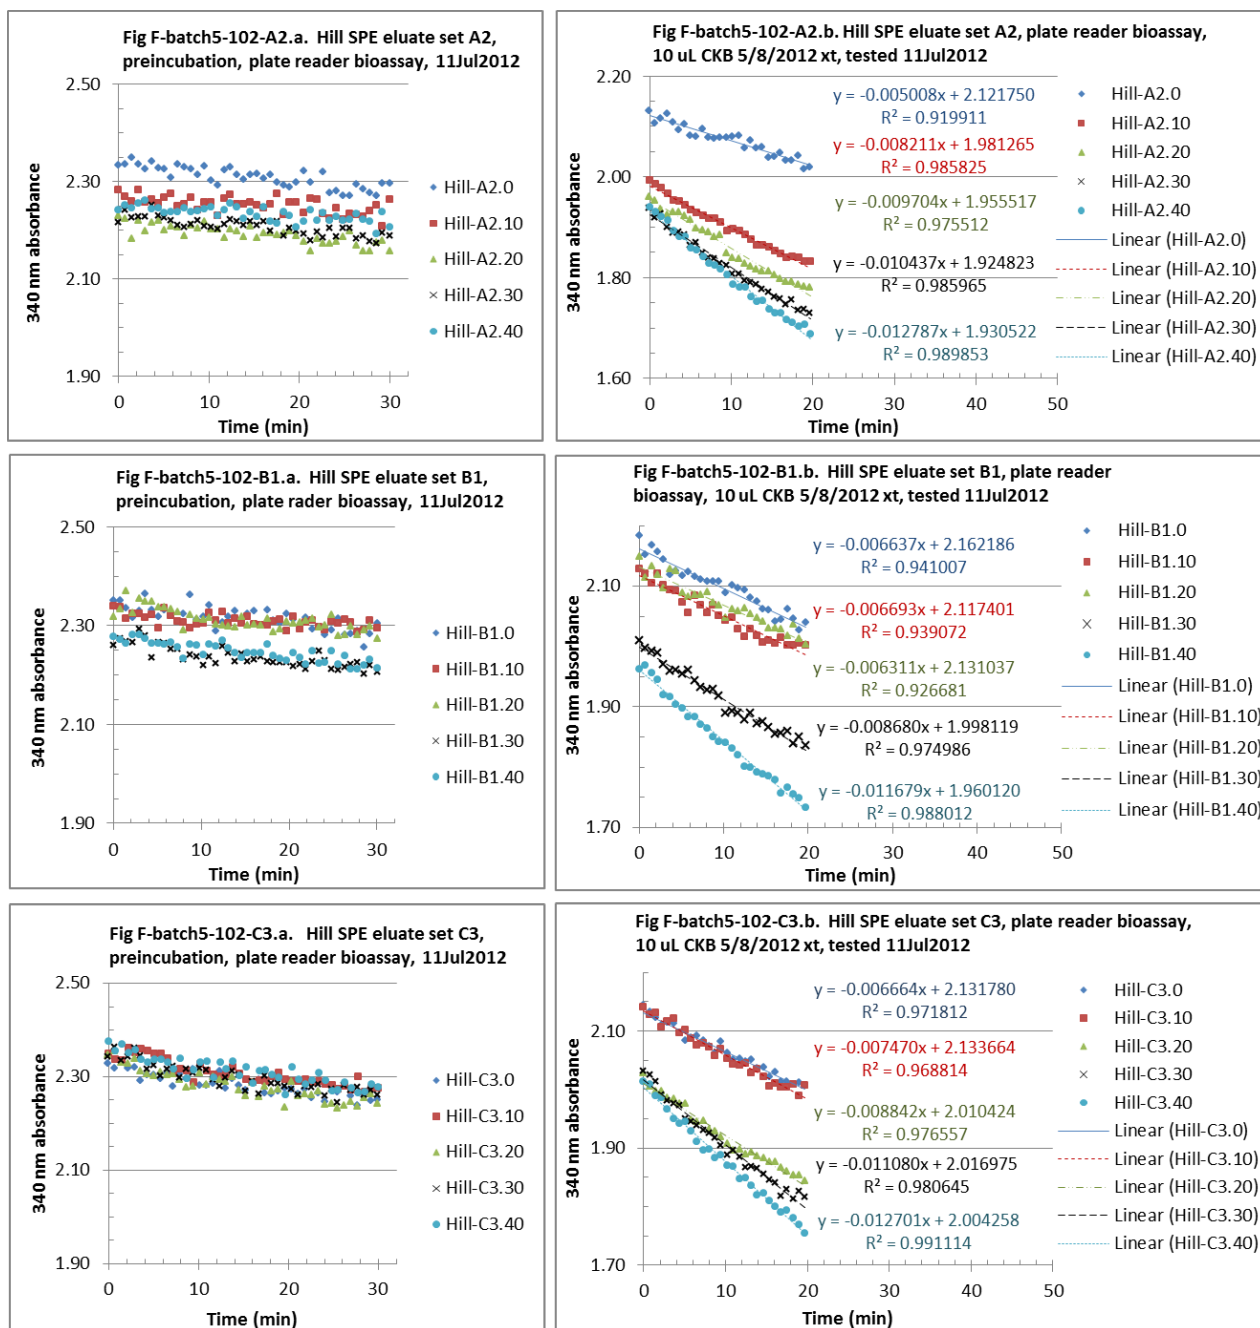 Fig F-batch5-102-A2.a. Hill SPE eluate set A2,
preincubation, plate reader bioassay, 11Jul2012
2.50
2.30
2.10
1.90
340 nm absorbance
0
10
20
30
Time (min)
Hill-A2.0
Hill-A2.10
Hill-A2.20
Hill-A2.30
Hill-A2.40
Fig F-batch5-102-A2.b. Hill SPE eluate set A2, plate reader bioassay,
10 uL CKB 5/8/2012 xt, tested 11Jul2012
2.20
2.00
1.80
1.60
340 nm absorbance
0
10
20
30
40
50
Time (min)
y = -0.005008x + 2.121750
R² = 0.919911
y = -0.008211x + 1.981265
R² = 0.985825
y = -0.009704x + 1.955517
R² = 0.975512
y = -0.010437x + 1.924823
R² = 0.985965
y = -0.012787x + 1.930522
R² = 0.989853
Hill-A2.0
Hill-A2.10
Hill-A2.20
Hill-A2.30
Hill-A2.40
Linear (Hill-A2.0)
Linear (Hill-A2.10)
Linear (Hill-A2.20)
Linear (Hill-A2.30)
Linear (Hill-A2.40)
Fig F-batch5-102-B1.a. Hill SPE eluate set B1,
preincubation, plate rader bioassay, 11Jul2012
2.50
2.30
2.10
1.90
340 nm absorbance
0
10
20
30
Time (min)
Hill-B1.0
Hill-B1.10
Hill-B1.20
Hill-B1.30
Hill-B1.40
Fig F-batch5-102-B1.b. Hill SPE eluate set B1, plate reader
bioassay, 10 uL CKB 5/8/2012 xt, tested 11Jul2012
2.10
1.90
1.70
340 nm absorbance
0
10
20
30
40
50
Time (min)
y = -0.006637x + 2.162186
R² = 0.941007
y = -0.006693x + 2.117401
R² = 0.939072
y = -0.006311x + 2.131037
R² = 0.926681
y = -0.008680x + 1.998119
R² = 0.974986
y = -0.011679x + 1.960120
R² = 0.988012
Hill-B1.0
Hill-B1.10
Hill-B1.20
Hill-B1.30
Hill-B1.40
Linear (Hill-B1.0)
Linear (Hill-B1.10)
Linear (Hill-B1.20)
Linear (Hill-B1.30)
Linear (Hill-B1.40)
Fig F-batch5-102-C3.a. Hill SPE eluate set C3,
preincubation, plate reader bioassay, 11Jul2012
2.50
2.30
2.10
1.90
340 nm absorbance
0
10
20
30
Time (min)
Hill-C3.0
Hill-C3.10
Hill-C3.20
Hill-C3.30
Hill-C3.40
Fig F-batch5-102-C3.b. Hill SPE eluate set C3, plate reader bioassay,
10 uL CKB 5/8/2012 xt, tested 11Jul2012
2.10
1.90
1.70
340 nm absorbance
0
10
20
30
40
50
Time (min)
y = -0.006664x + 2.131780
R² = 0.971812
y = -0.007470x + 2.133664
R² = 0.968814
y = -0.008842x + 2.010424
R² = 0.976557
y = -0.011080x + 2.016975
R² = 0.980645
y = -0.012701x + 2.004258
R² = 0.991114
Hill-C3.0
Hill-C3.10
Hill-C3.20
Hill-C3.30
Hill-C3.40
Linear (Hill-C3.0)
Linear (Hill-C3.10)
Linear (Hill-C3.20)
Linear (Hill-C3.30)
Linear (Hill-C3.40)